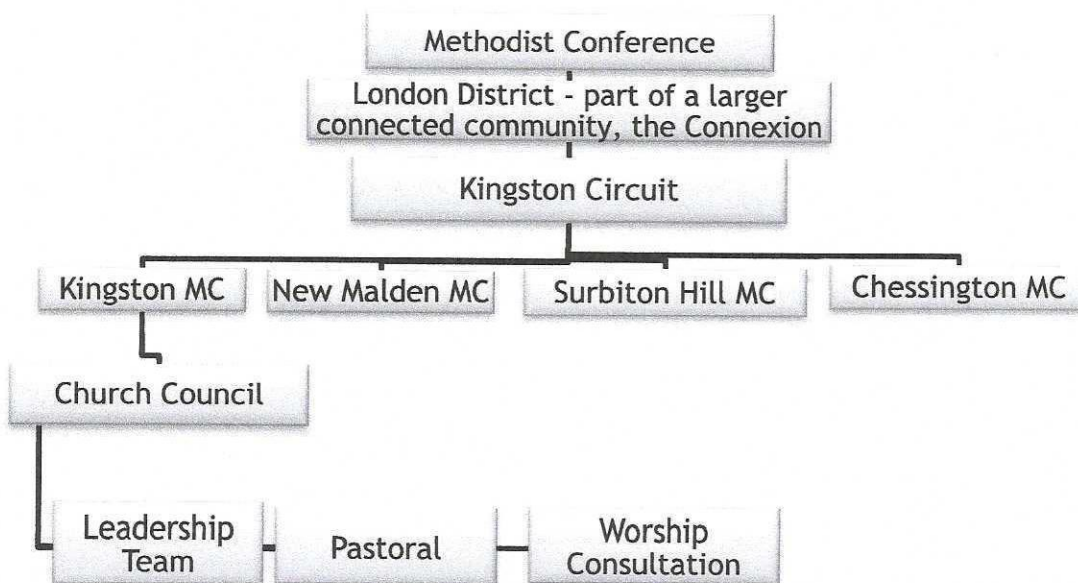 Methodist Conference
London District - part of a larger
connected community, the Connexion
Kingston Circuit
Kingston MC
New Malden MC
Surbiton Hill MC
Chessington MC
Church Council
Leadership
Team
Pastoral
Worship
Consultation